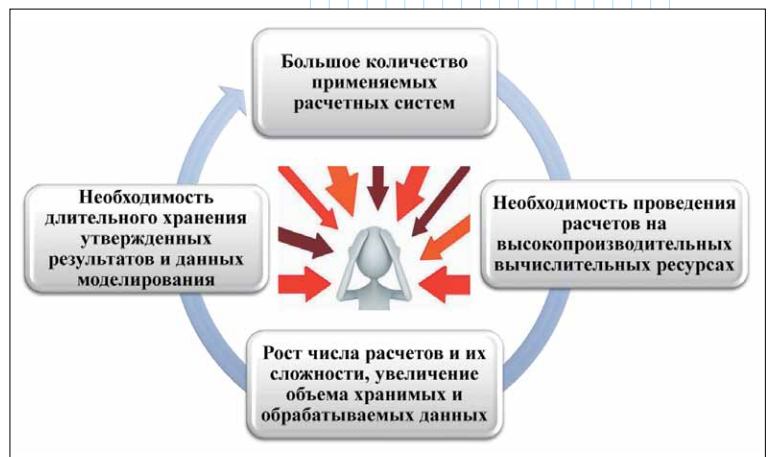 Большое количество
применяемых
расчетных систем
Необходимость проведения
расчетов на
высокопроизводительных
вычислительных ресурсах
Рост числа расчетов и их
сложности, увеличение
объема хранимых и
обрабатываемых данных
Необходимость
длительного хранения
утвержденных
результатов и данных
моделирования